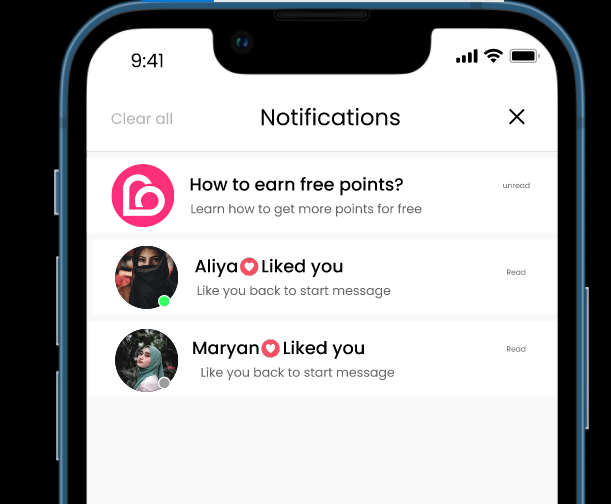 9:41
Clear all
Notifications
How to earn free points?
unread
Learn how to get more points for free
Aliya Liked you
Read
Like you back to start message
Maryan Liked you
Read
Like you back to start message